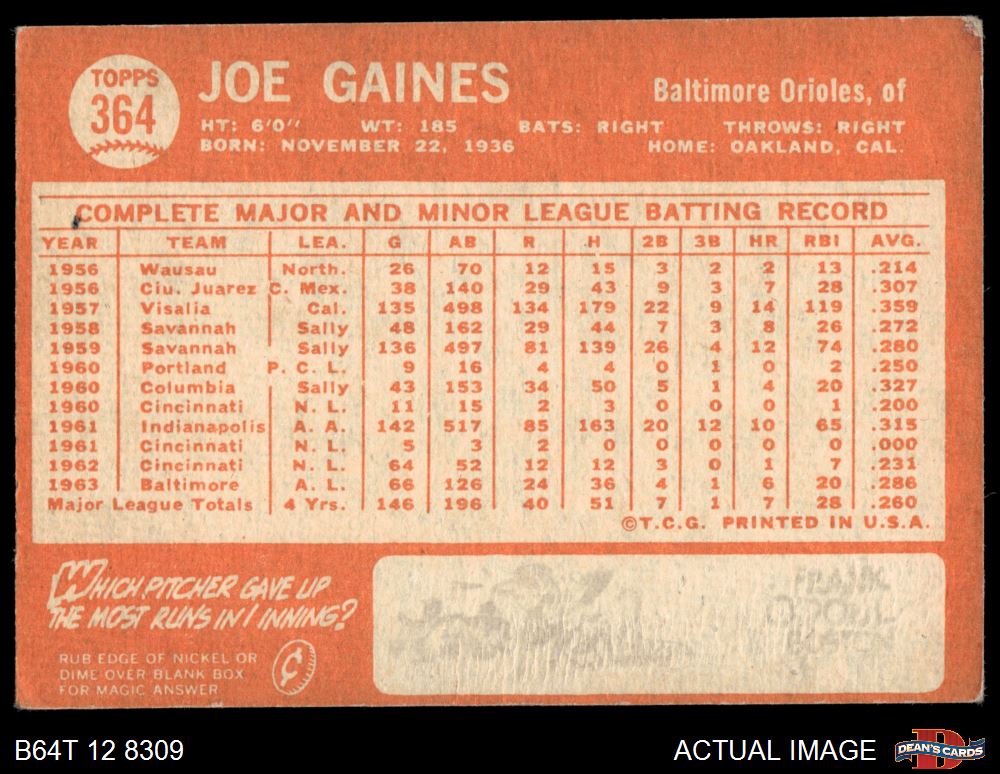 TOPPS
364
JOE GAINES
Baltimore Orioles, of
HT: 6'0" WT: 185 BATS: RIGHT THROWS: RIGHT
BORN: NOVEMBER 22, 1936 HOME: OAKLAND, CAL.
COMPLETE MAJOR AND MINOR LEAGUE BATTING RECORD
YEAR TEAM LEA. G AB R H 2B 3B HR RBI AVG.
1956 Wausau North. 26 70 12 15 3 2 2 13 .214
1956 Ciu. Juarez C. Mex. 38 140 29 43 9 3 7 28 .307
1957 Visalia Cal. 135 498 134 179 22 9 14 119 .359
1958 Savannah Sally 48 162 29 44 7 3 8 26 .272
1959 Savannah Sally 136 497 81 139 26 4 12 74 .280
1960 Portland P. C. L. 9 16 4 4 0 1 0 2 .250
1960 Columbia Sally 43 153 34 50 5 1 4 20 .327
1960 Cincinnati N. L. 11 15 2 3 0 0 0 1 .200
1961 Indianapolis A. A. 142 517 85 163 20 12 10 65 .315
1961 Cincinnati N. L. 5 3 2 0 0 0 0 0 .000
1962 Cincinnati N. L. 64 52 12 12 3 0 1 7 .231
1963 Baltimore A. L. 66 126 24 36 4 1 6 20 .286
Major League Totals 4 Yrs. 146 196 40 51 7 1 7 28 .260
©T.C.G. PRINTED IN U.S.A.
WHICH PITCHER GAVE UP
THE MOST RUNS IN 1 INNING?
RUB EDGE OF NICKEL OR
DIME OVER BLANK BOX
FOR MAGIC ANSWER
¢
FRANK
BOSTON
B64T 12 8309
ACTUAL IMAGE
DEAN'S CARDS